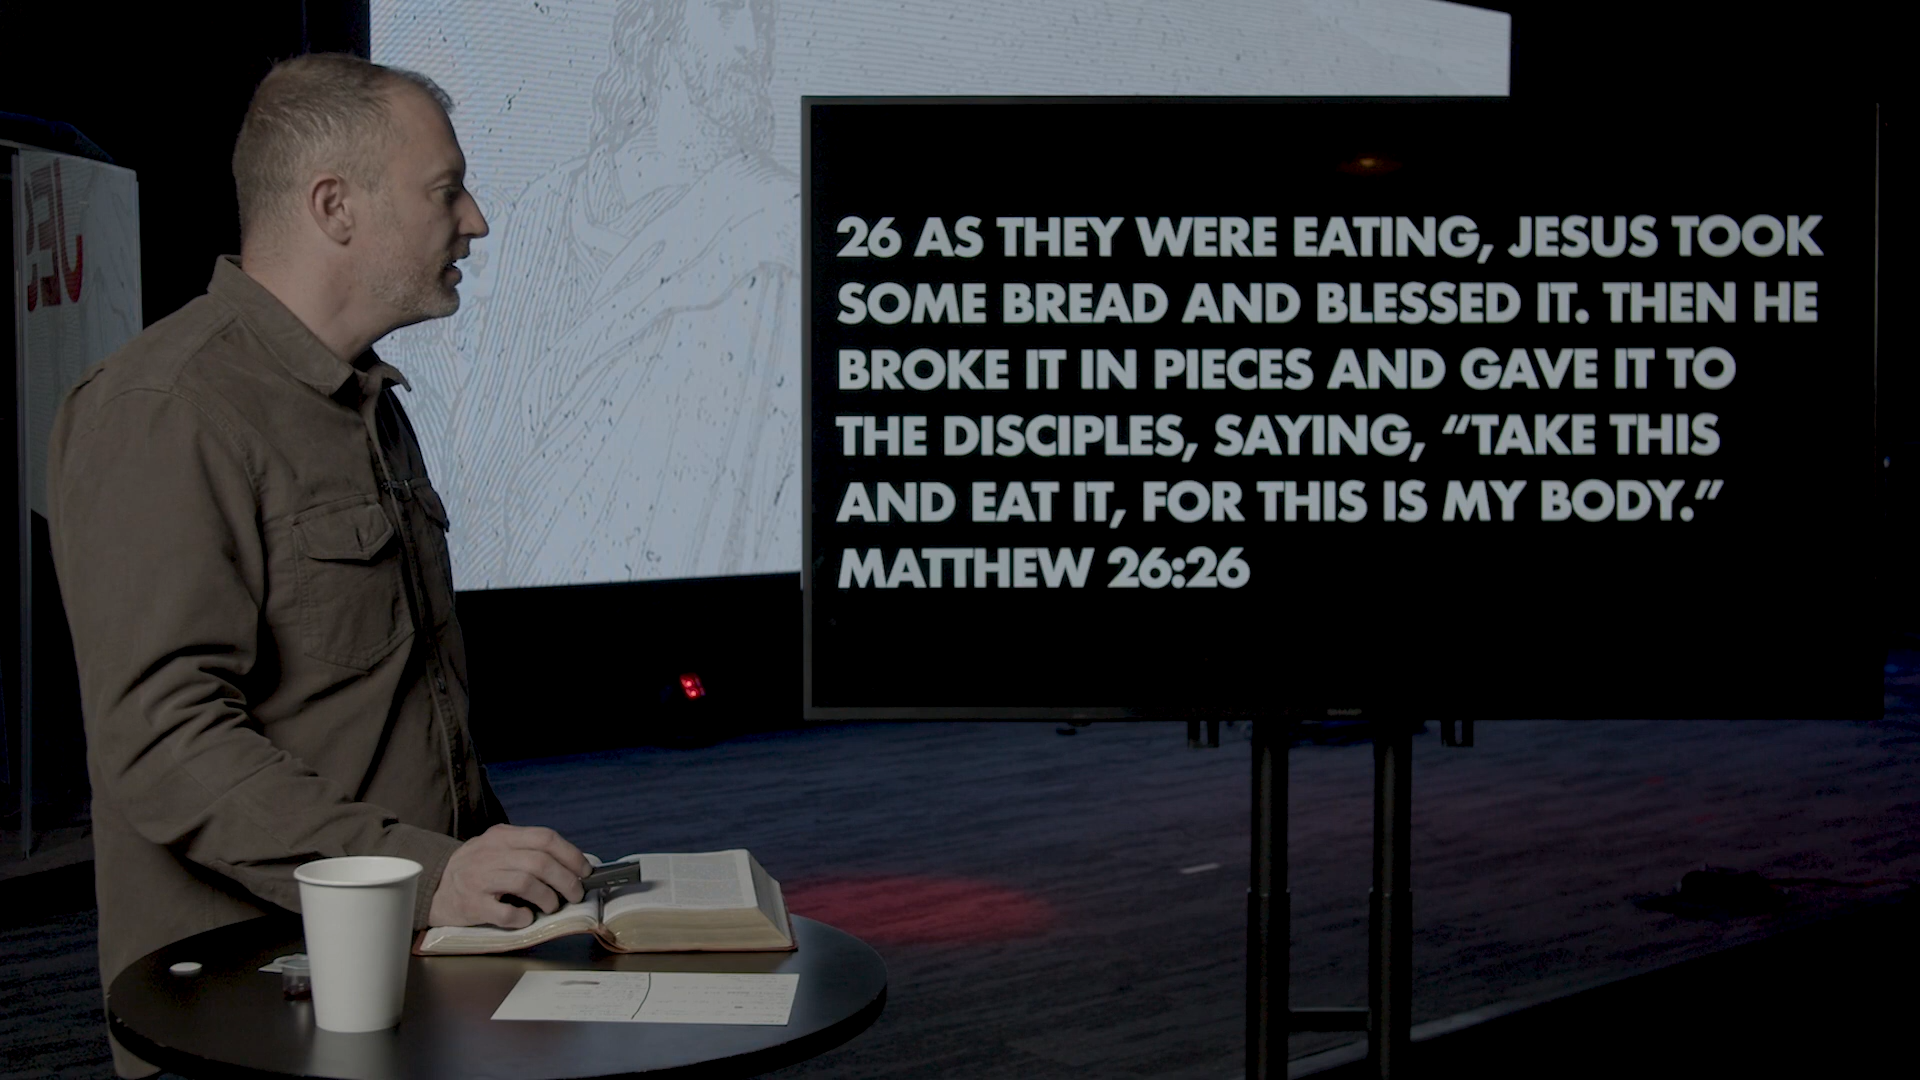 26 AS THEY WERE EATING, JESUS TOOK
SOME BREAD AND BLESSED IT. THEN HE
BROKE IT IN PIECES AND GAVE IT TO
THE DISCIPLES, SAYING, “TAKE THIS
AND EAT IT, FOR THIS IS MY BODY.”
MATTHEW 26:26
SHARP